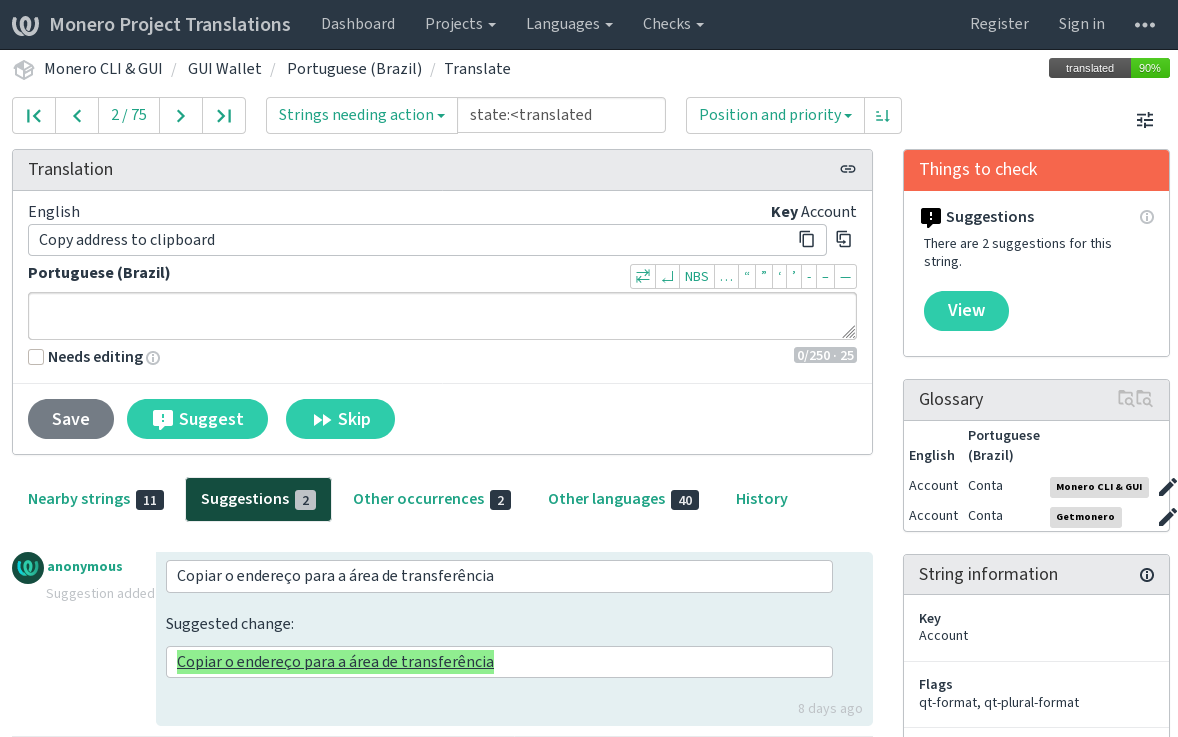 Monero Project Translations Dashboard Projects Languages Checks Register Sign in
Monero CLI & GUI / GUI Wallet / Portuguese (Brazil) / Translate
translated 90%
2 / 75 Strings needing action state:<translated Position and priority
Translation
English Key Account
Copy address to clipboard
Portuguese (Brazil)
NBS … “ ” ‘ ’ - – —
Needs editing 0/250 · 25
Save Suggest Skip
Nearby strings 11 Suggestions 2 Other occurrences 2 Other languages 40 History
anonymous
Suggestion added
Copiar o endereço para a área de transferência
Suggested change:
Copiar o endereço para a área de transferência
8 days ago
Things to check
Suggestions
There are 2 suggestions for this
string.
View
Glossary
English Portuguese
(Brazil)
Account Conta Monero CLI & GUI
Account Conta Getmonero
String information
Key
Account
Flags
qt-format, qt-plural-format